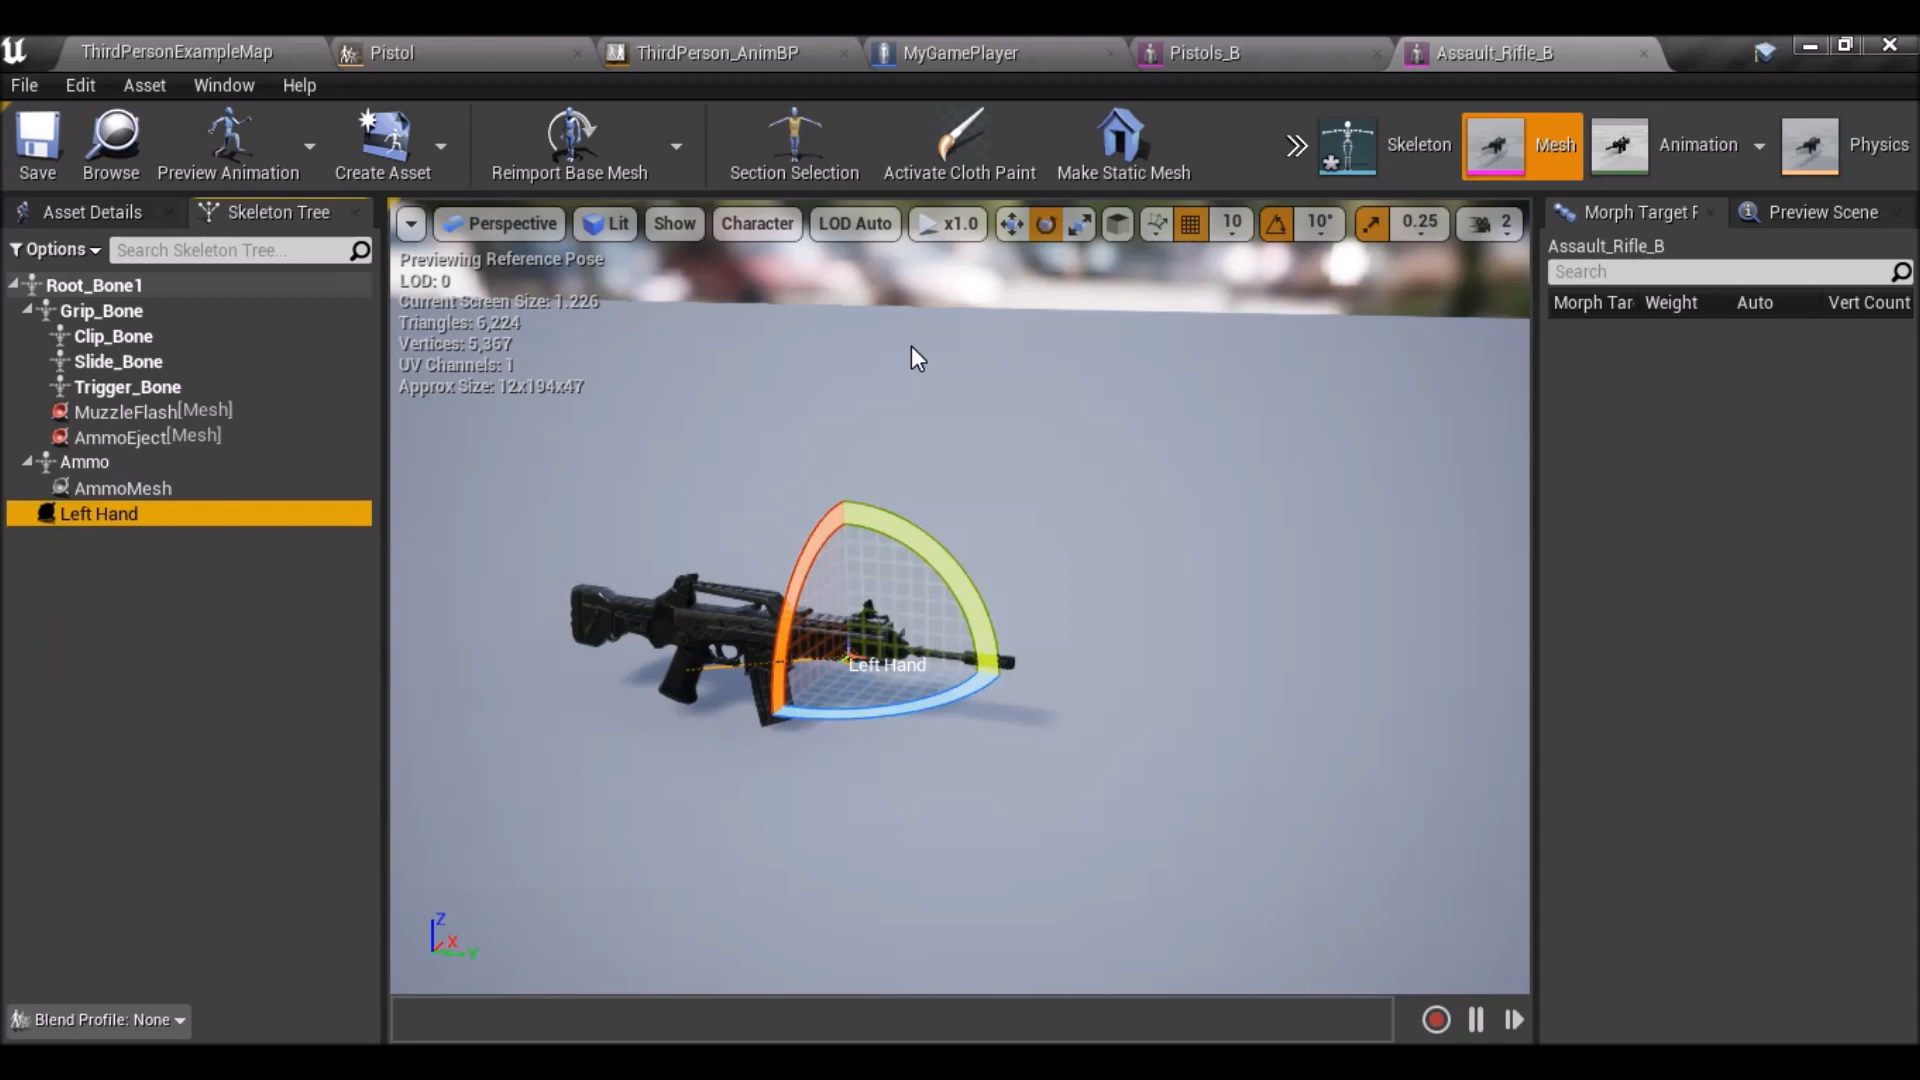 ThirdPersonExampleMap
Pistol
ThirdPerson_AnimBP
MyGamePlayer
Pistols_B
Assault_Rifle_B
File Edit Asset Window Help
Save
Browse
Preview Animation
Create Asset
Reimport Base Mesh
Section Selection
Activate Cloth Paint
Make Static Mesh
Skeleton
Mesh
Animation
Physics
Asset Details
Skeleton Tree
Options
Search Skeleton Tree...
Root_Bone1
Grip_Bone
Clip_Bone
Slide_Bone
Trigger_Bone
MuzzleFlash[Mesh]
AmmoEject[Mesh]
Ammo
AmmoMesh
Left Hand
Blend Profile: None
Perspective
Lit
Show
Character
LOD Auto
x1.0
10
10°
0.25
2
Previewing Reference Pose
LOD: 0
Current Screen Size: 1.226
Triangles: 6,224
Vertices: 5,367
UV Channels: 1
Approx Size: 12x194x47
Left Hand
Z
X
Y
Morph Target P
Preview Scene
Assault_Rifle_B
Search
Morph Tar Weight Auto Vert Count